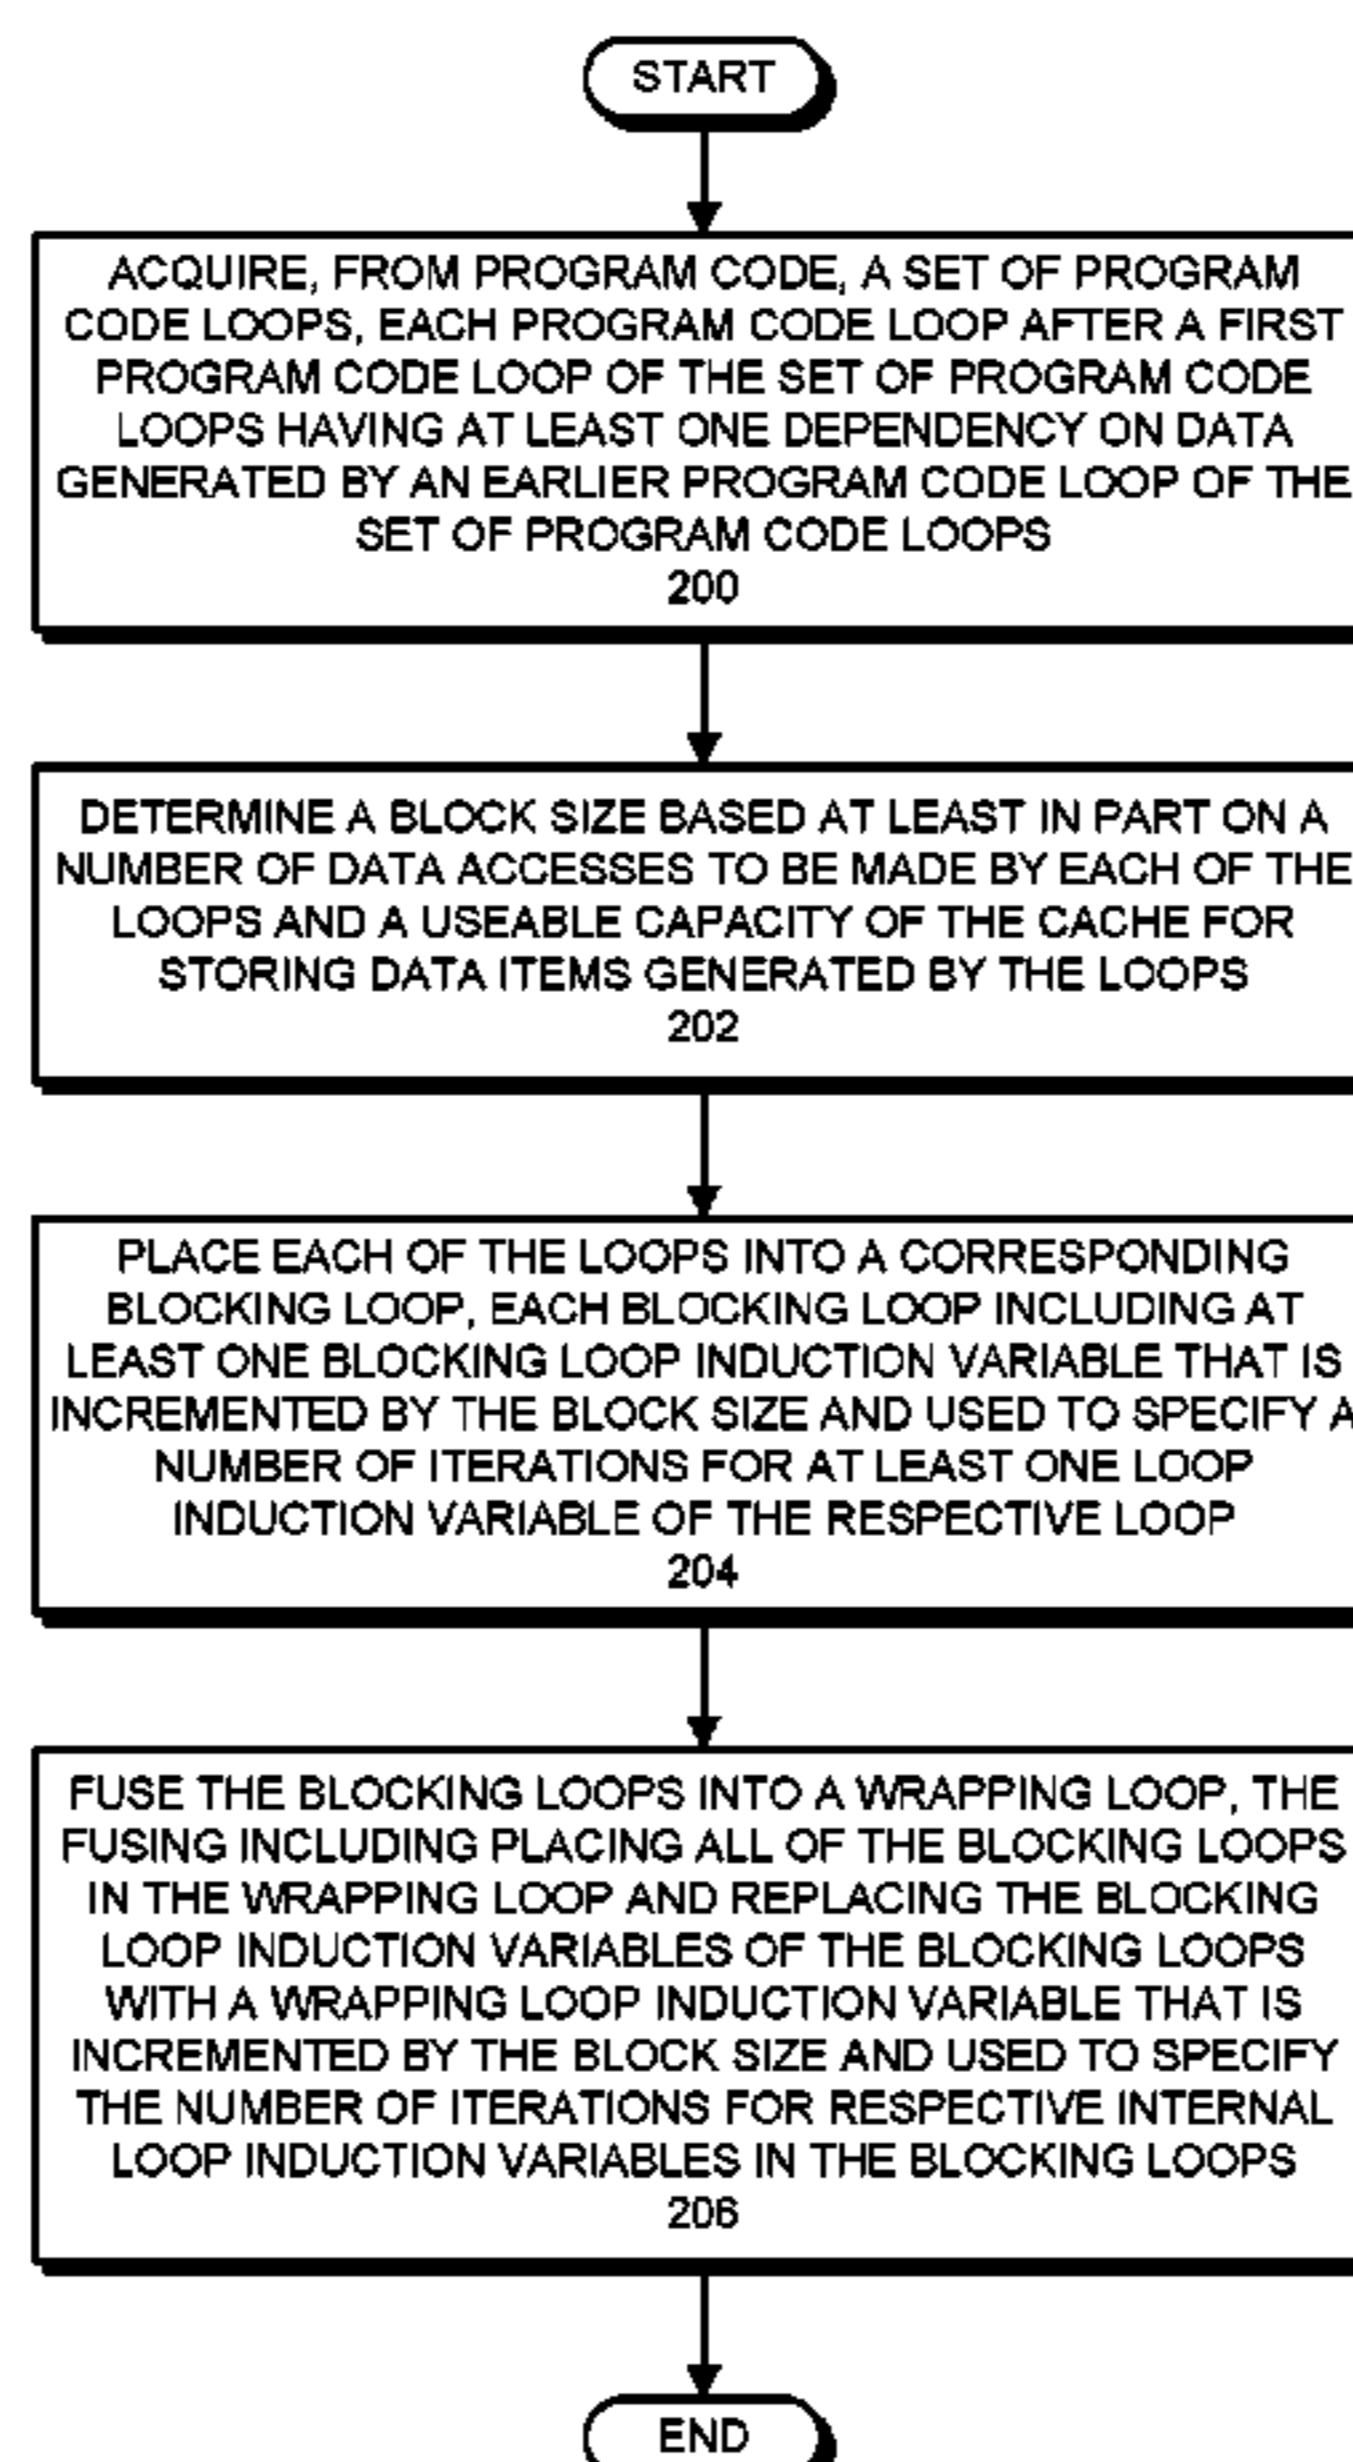 START
ACQUIRE, FROM PROGRAM CODE, A SET OF PROGRAM
CODE LOOPS, EACH PROGRAM CODE LOOP AFTER A FIRST
PROGRAM CODE LOOP OF THE SET OF PROGRAM CODE
LOOPS HAVING AT LEAST ONE DEPENDENCY ON DATA
GENERATED BY AN EARLIER PROGRAM CODE LOOP OF THE
SET OF PROGRAM CODE LOOPS
200
DETERMINE A BLOCK SIZE BASED AT LEAST IN PART ON A
NUMBER OF DATA ACCESSES TO BE MADE BY EACH OF THE
LOOPS AND A USEABLE CAPACITY OF THE CACHE FOR
STORING DATA ITEMS GENERATED BY THE LOOPS
202
PLACE EACH OF THE LOOPS INTO A CORRESPONDING
BLOCKING LOOP, EACH BLOCKING LOOP INCLUDING AT
LEAST ONE BLOCKING LOOP INDUCTION VARIABLE THAT IS
INCREMENTED BY THE BLOCK SIZE AND USED TO SPECIFY A
NUMBER OF ITERATIONS FOR AT LEAST ONE LOOP
INDUCTION VARIABLE OF THE RESPECTIVE LOOP
204
FUSE THE BLOCKING LOOPS INTO A WRAPPING LOOP, THE
FUSING INCLUDING PLACING ALL OF THE BLOCKING LOOPS
IN THE WRAPPING LOOP AND REPLACING THE BLOCKING
LOOP INDUCTION VARIABLES OF THE BLOCKING LOOPS
WITH A WRAPPING LOOP INDUCTION VARIABLE THAT IS
INCREMENTED BY THE BLOCK SIZE AND USED TO SPECIFY
THE NUMBER OF ITERATIONS FOR RESPECTIVE INTERNAL
LOOP INDUCTION VARIABLES IN THE BLOCKING LOOPS
206
END